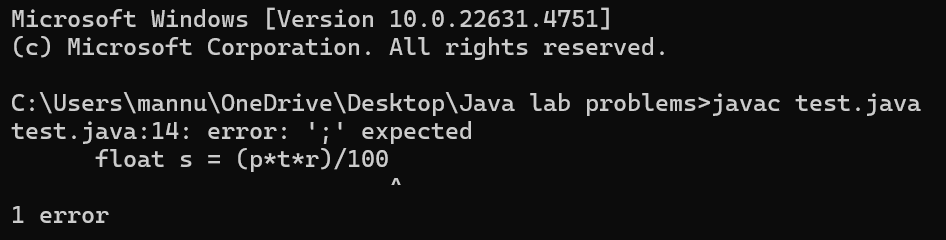 Microsoft Windows [Version 10.0.22631.4751]
(c) Microsoft Corporation. All rights reserved.
C:\Users\mannu\OneDrive\Desktop\Java lab problems>javac test.java
test.java:14: error: ';' expected
      float s = (p*t*r)/100
                           ^
1 error